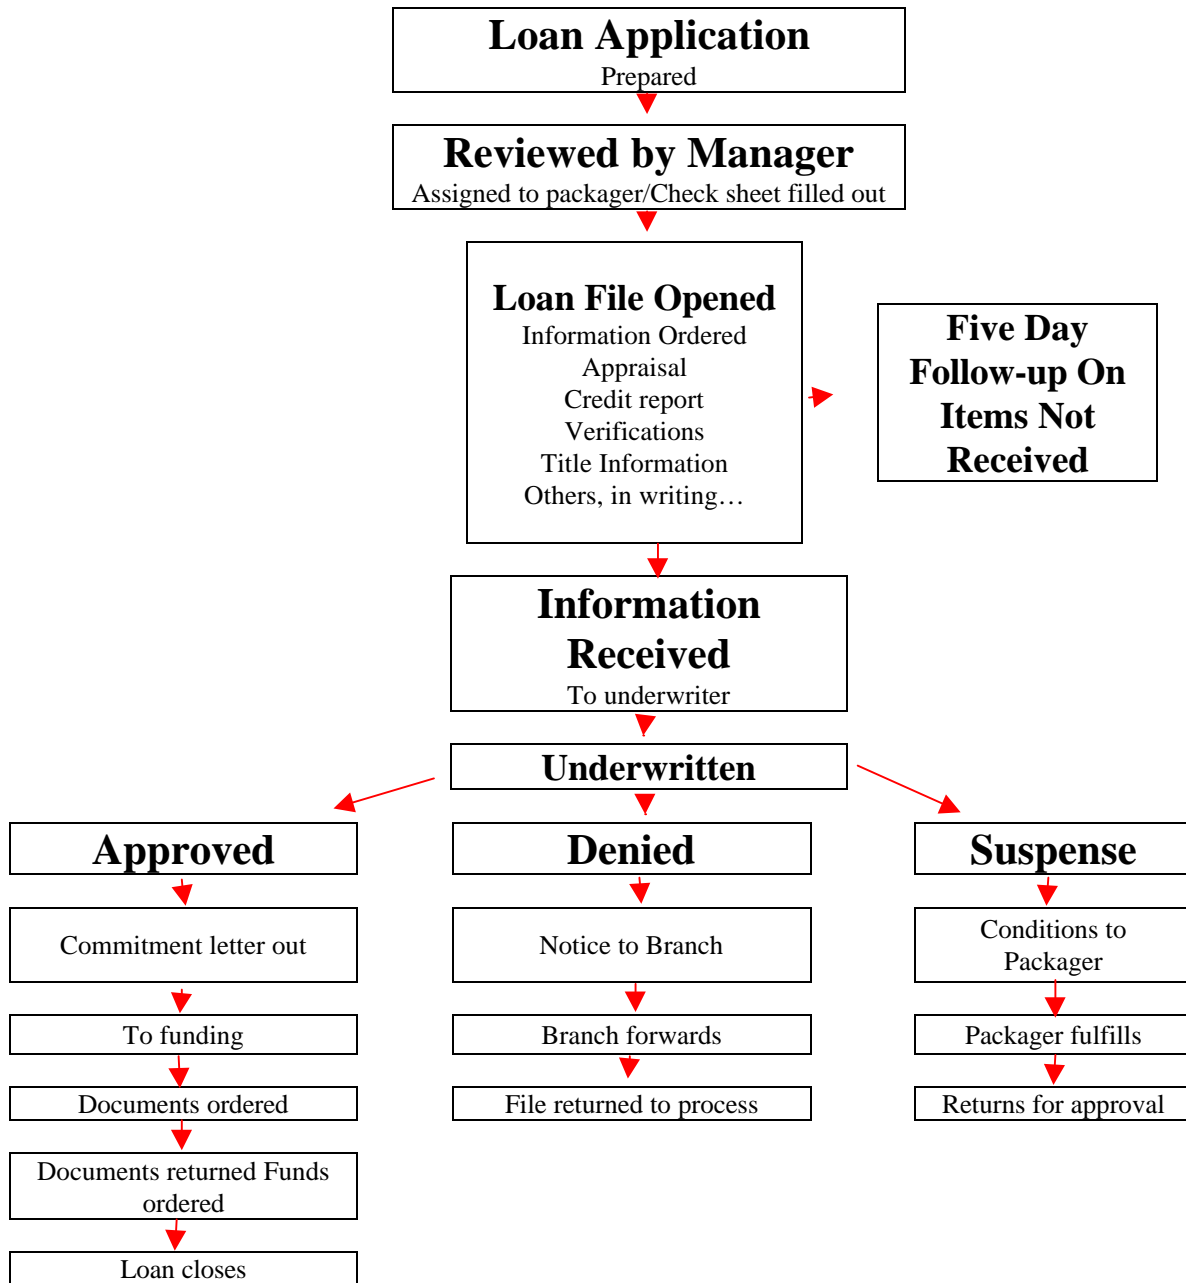 Loan Application
Prepared
Reviewed by Manager
Assigned to packager/Check sheet filled out
Loan File Opened
Information Ordered
Appraisal
Credit report
Verifications
Title Information
Others, in writing…
Five Day
Follow-up On
Items Not
Received
Information
Received
To underwriter
Underwritten
Approved
Commitment letter out
To funding
Documents ordered
Documents returned Funds
ordered
Loan closes
Denied
Notice to Branch
Branch forwards
File returned to process
Suspense
Conditions to
Packager
Packager fulfills
Returns for approval